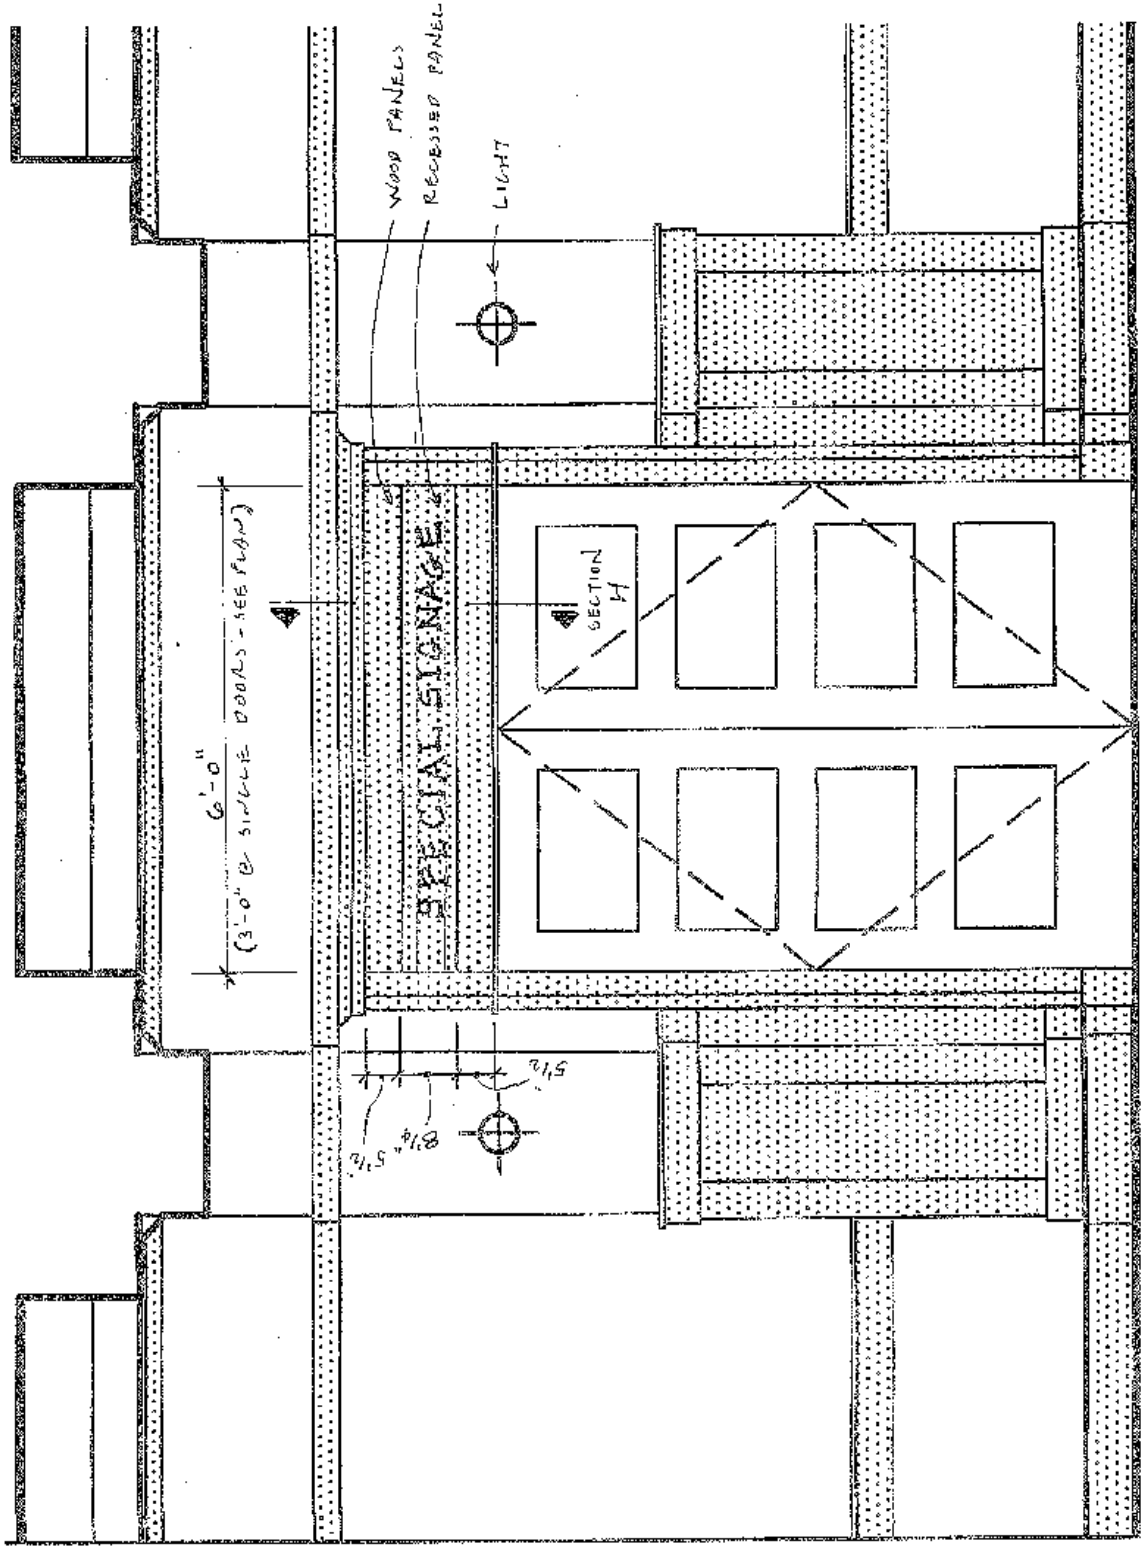 WOOD PANELS
RECESSED PANEL
LIGHT
6'-0"
(3'-0" @ SINGLE DOORS - SEE PLAN)
SPECIAL SIGNAGE
SECTION
H
5 1/2"
8 1/4"
5 1/2"